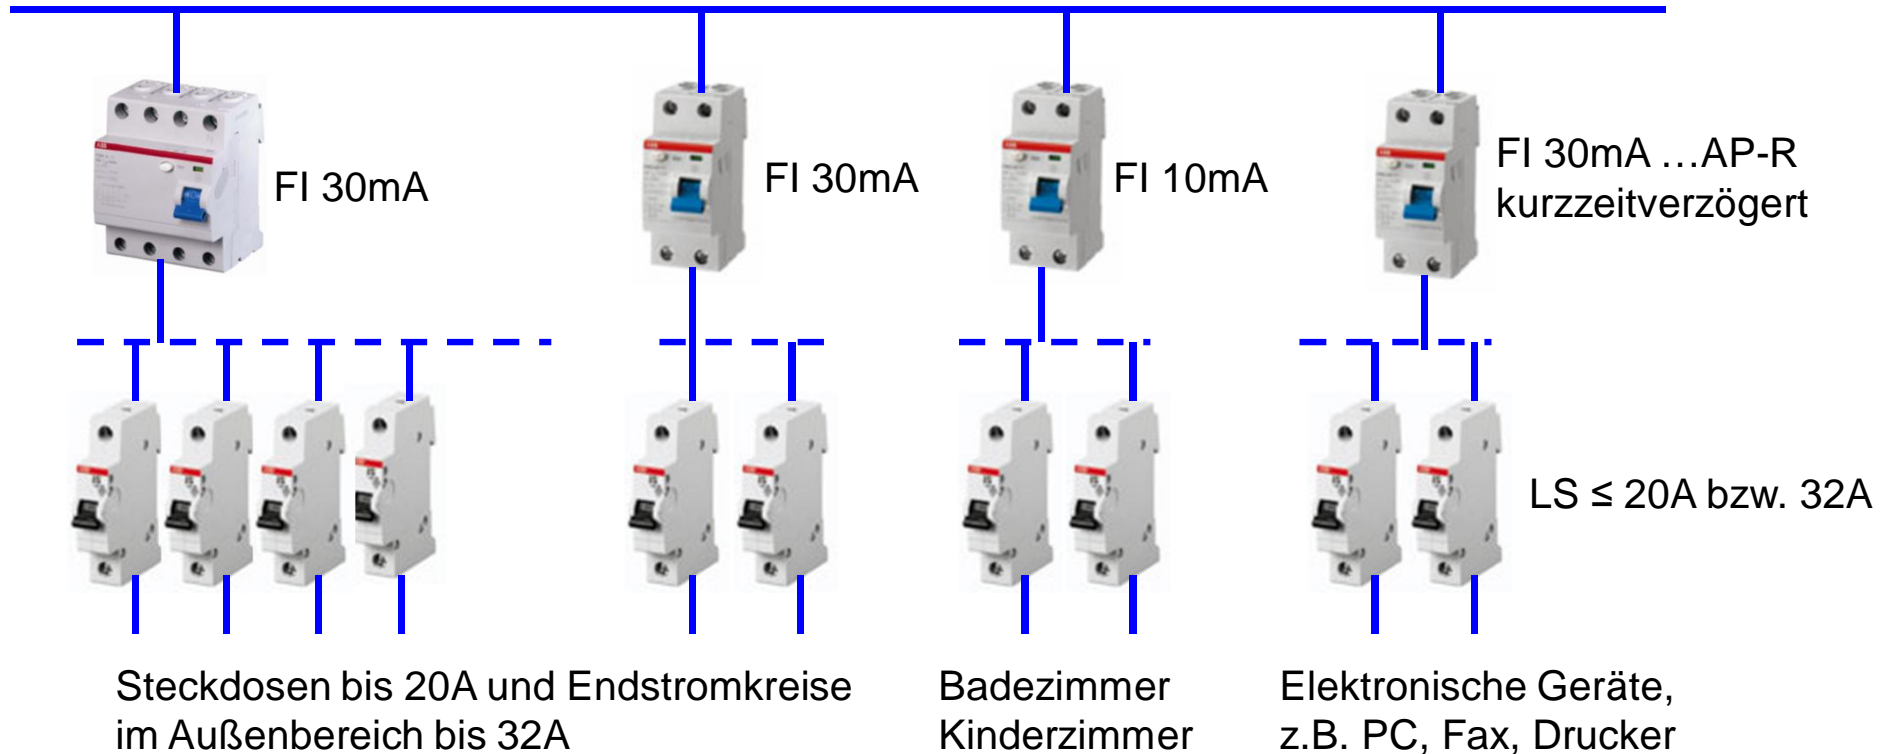 FI 30mA
FI 30mA
FI 10mA
FI 30mA …AP-R
kurzzeitverzögert
LS ≤ 20A bzw. 32A
Steckdosen bis 20A und Endstromkreise
im Außenbereich bis 32A
Badezimmer
Kinderzimmer
Elektronische Geräte,
z.B. PC, Fax, Drucker